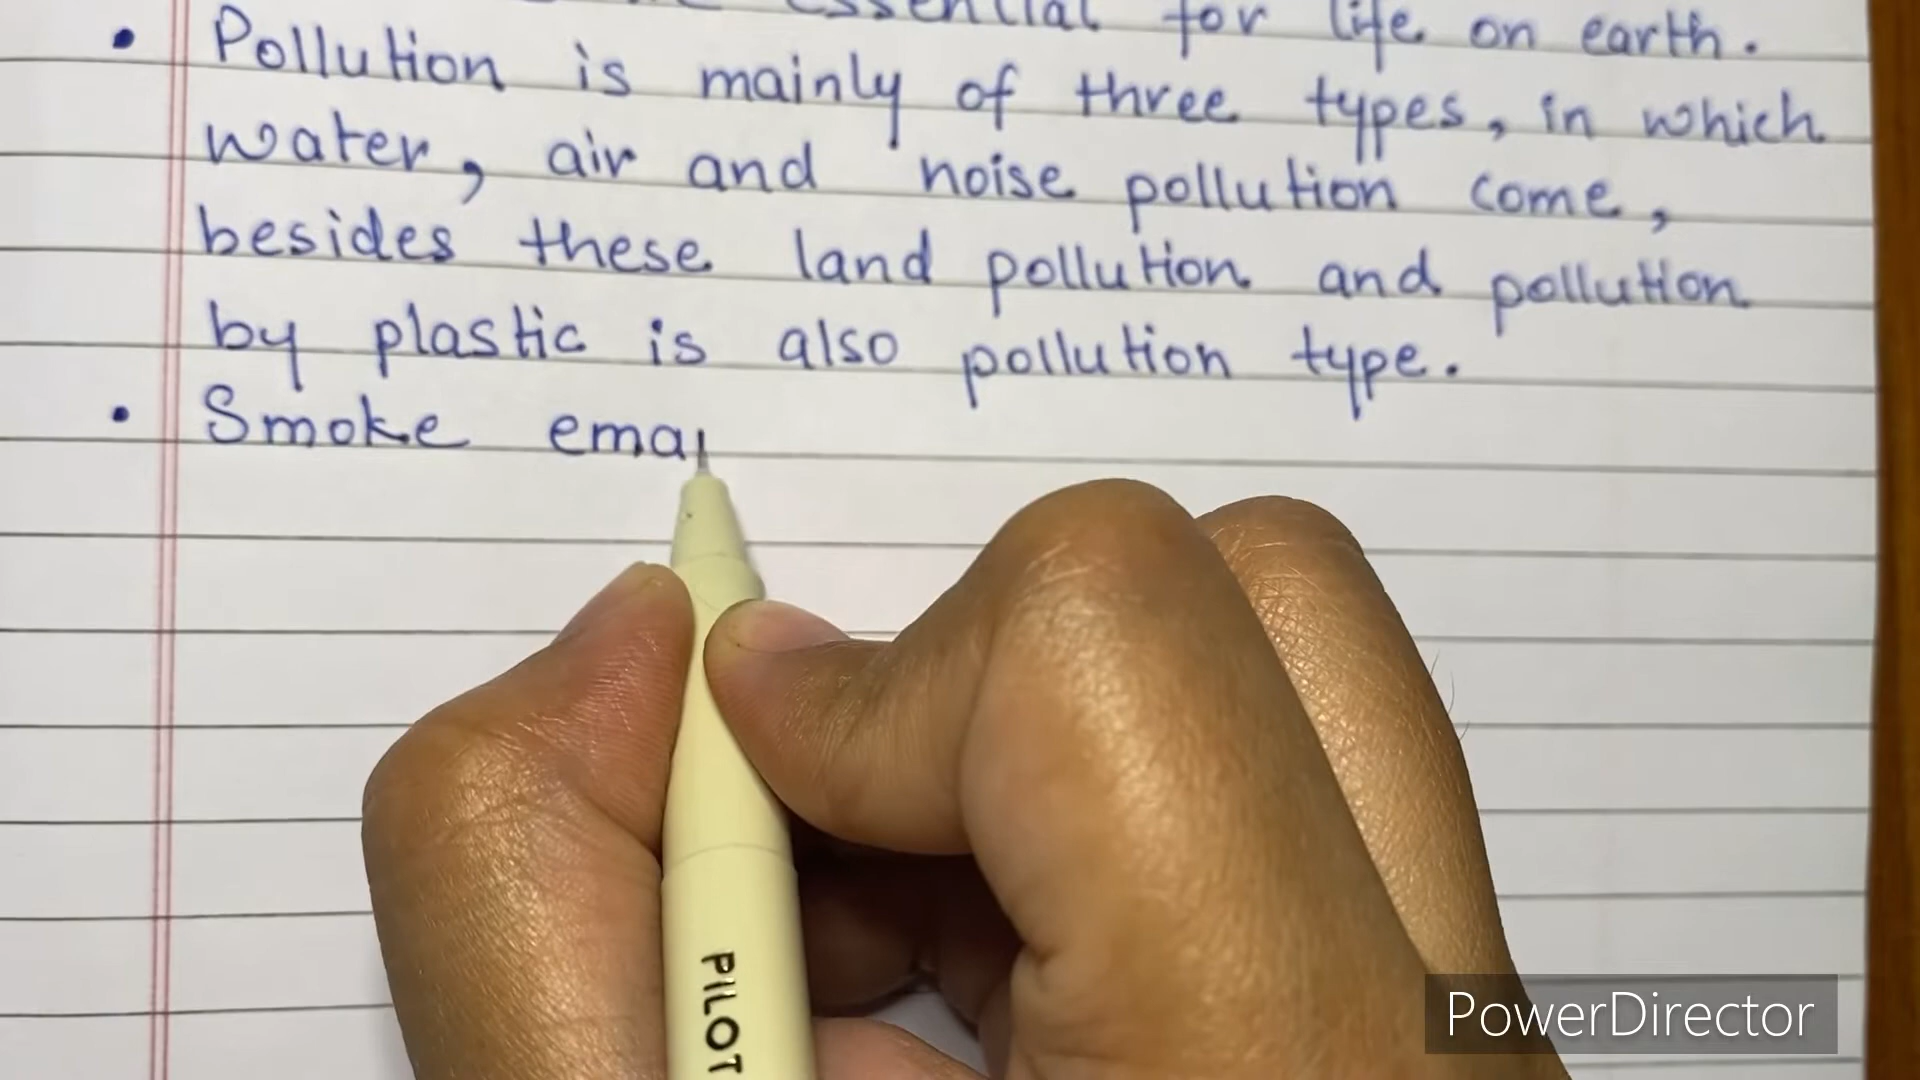 essential for life on earth.
• Pollution is mainly of three types, in which
water, air and noise pollution come,
besides these land pollution and pollution
by plastic is also pollution type.
• Smoke ema
PILOT
PowerDirector